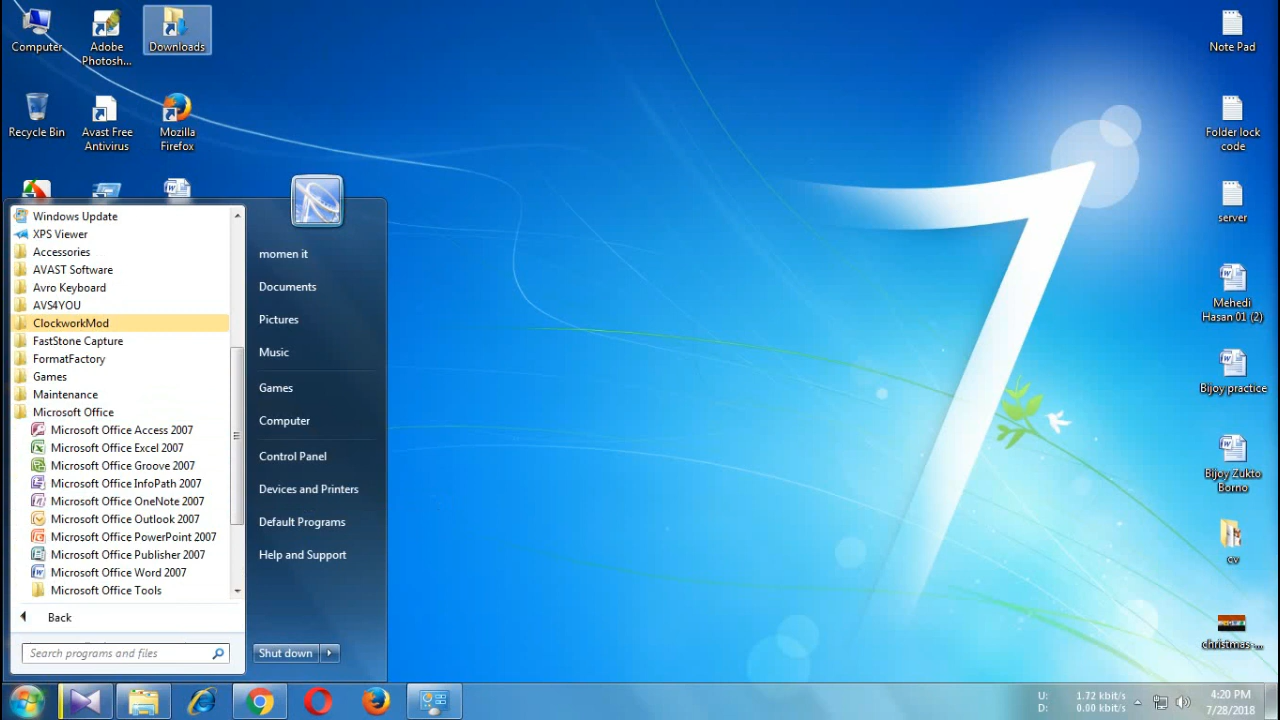 Computer
Adobe
Photosh...
Downloads
Recycle Bin
Avast Free
Antivirus
Mozilla
Firefox
Windows Update
XPS Viewer
Accessories
AVAST Software
Avro Keyboard
AVS4YOU
ClockworkMod
FastStone Capture
FormatFactory
Games
Maintenance
Microsoft Office
Microsoft Office Access 2007
Microsoft Office Excel 2007
Microsoft Office Groove 2007
Microsoft Office InfoPath 2007
Microsoft Office OneNote 2007
Microsoft Office Outlook 2007
Microsoft Office PowerPoint 2007
Microsoft Office Publisher 2007
Microsoft Office Word 2007
Microsoft Office Tools
Back
Search programs and files
momen it
Documents
Pictures
Music
Games
Computer
Control Panel
Devices and Printers
Default Programs
Help and Support
Shut down
Note Pad
Folder lock
code
server
Mehedi
Hasan 01 (2)
Bijoy practice
Bijoy Zukto
Borno
cv
christmas-...
U: 1.72 kbit/s
D: 0.00 kbit/s
4:20 PM
7/28/2018